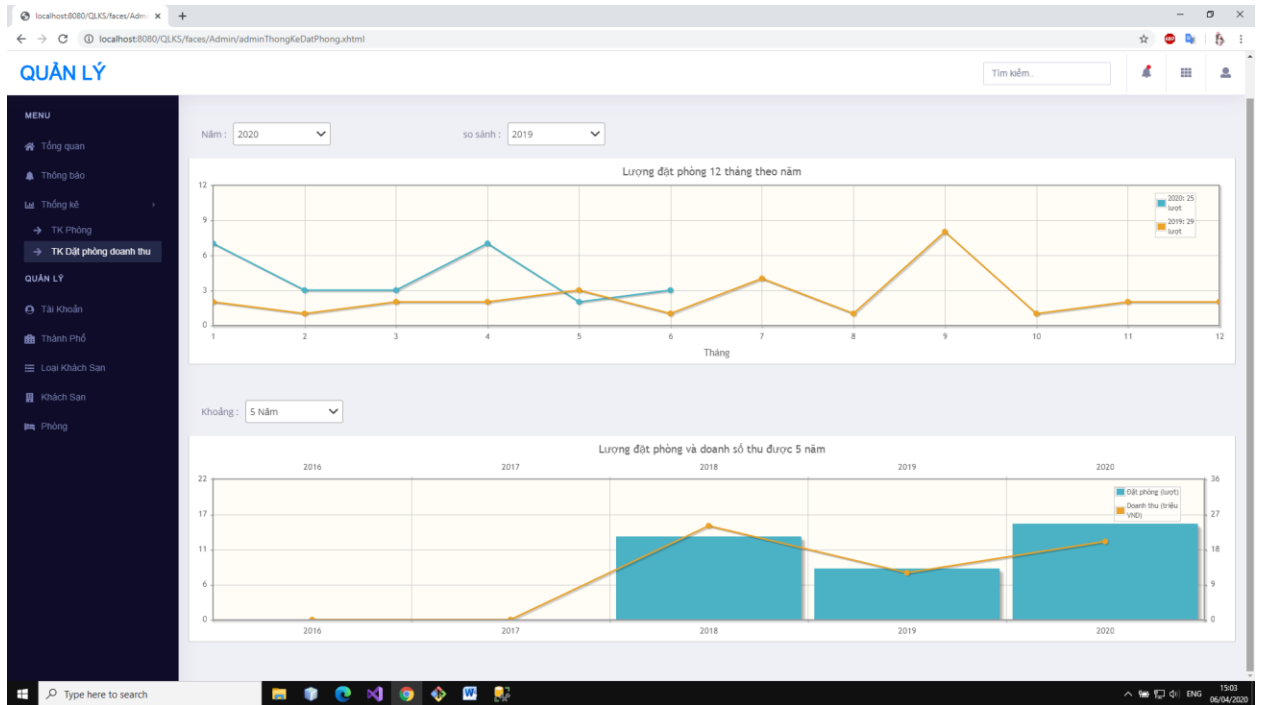 localhost:8080/QLKS/faces/Adm
localhost:8080/QLKS/faces/Admin/adminThongKeDatPhong.xhtml
QUẢN LÝ
Tìm kiếm..
MENU
Tổng quan
Thông báo
Thống kê
TK Phòng
TK Đặt phòng doanh thu
QUẢN LÝ
Tài Khoản
Thành Phố
Loại Khách Sạn
Khách Sạn
Phòng
Năm : 2020 so sánh : 2019
Lượng đặt phòng 12 tháng theo năm
12
9
6
3
0
2020: 25
lượt
2019: 29
lượt
1 2 3 4 5 6 7 8 9 10 11 12
Tháng
Khoảng : 5 Năm
Lượng đặt phòng và doanh số thu được 5 năm
2016 2017 2018 2019 2020
22 36
17 27
11 18
6 9
0 0
Đặt phòng (lượt)
Doanh thu (triệu
VND)
2016 2017 2018 2019 2020
Type here to search
ENG
15:03
06/04/2020